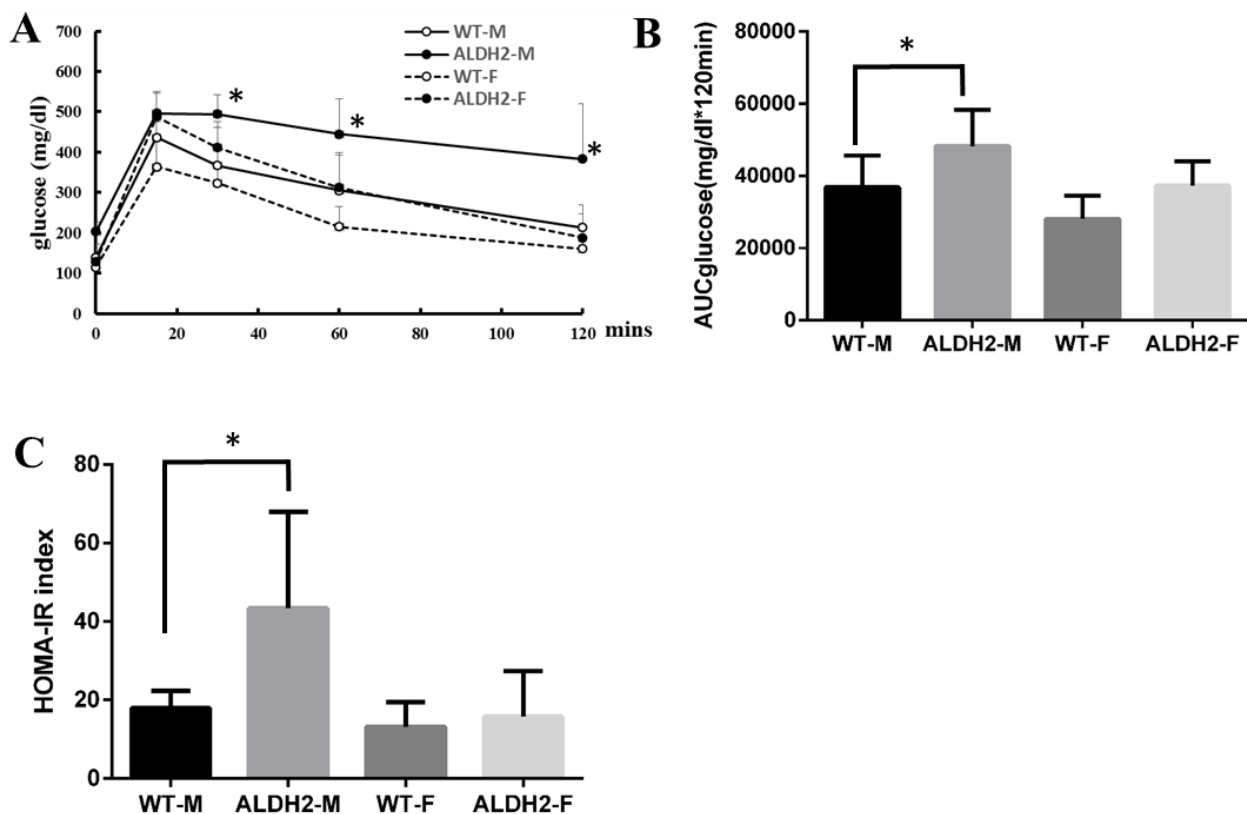 A
700
600
500
400
300
200
100
0
glucose (mg/dl)
0
20
40
60
80
100
120
mins
WT-M
ALDH2-M
WT-F
ALDH2-F
*
*
*
B
80000
60000
40000
20000
0
AUCglucose(mg/dl*120min)
*
WT-M
ALDH2-M
WT-F
ALDH2-F
C
80
60
40
20
0
HOMA-IR index
*
WT-M
ALDH2-M
WT-F
ALDH2-F